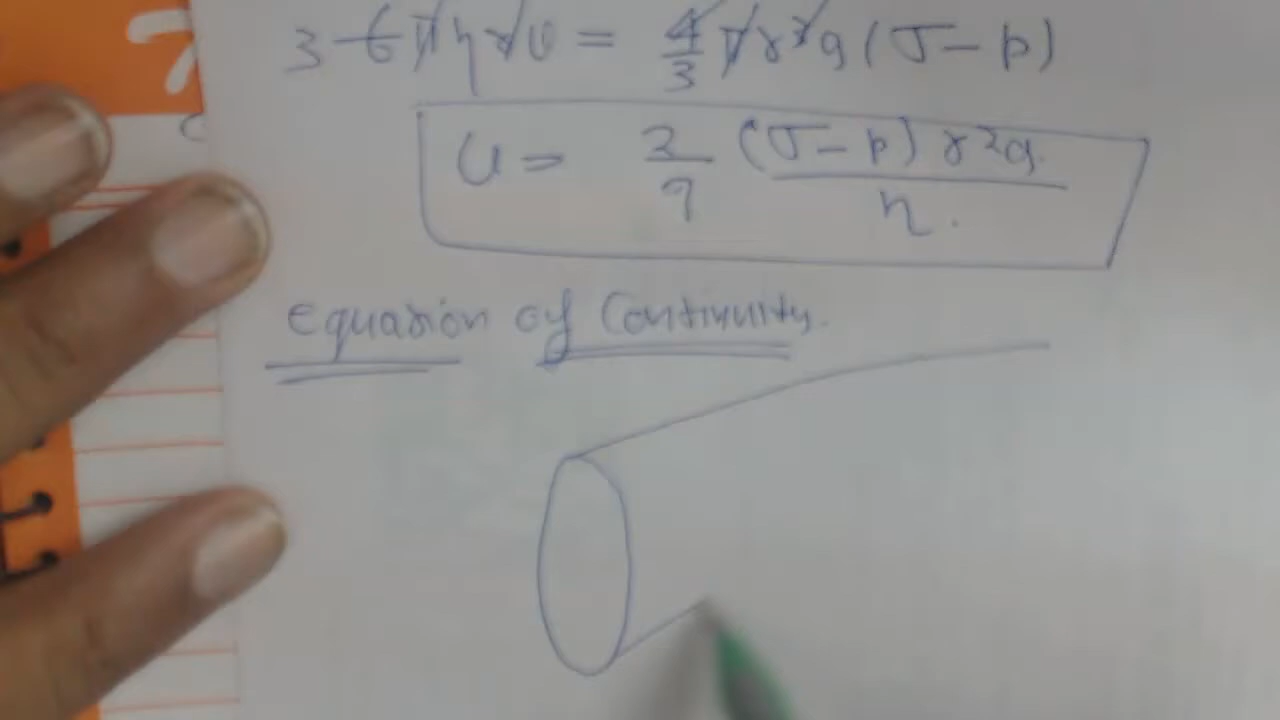 3 6πηrv = 4/3 πr³g (σ - ρ)
v = 2/9 (σ - ρ) r²g / η.
equation of Continuity.